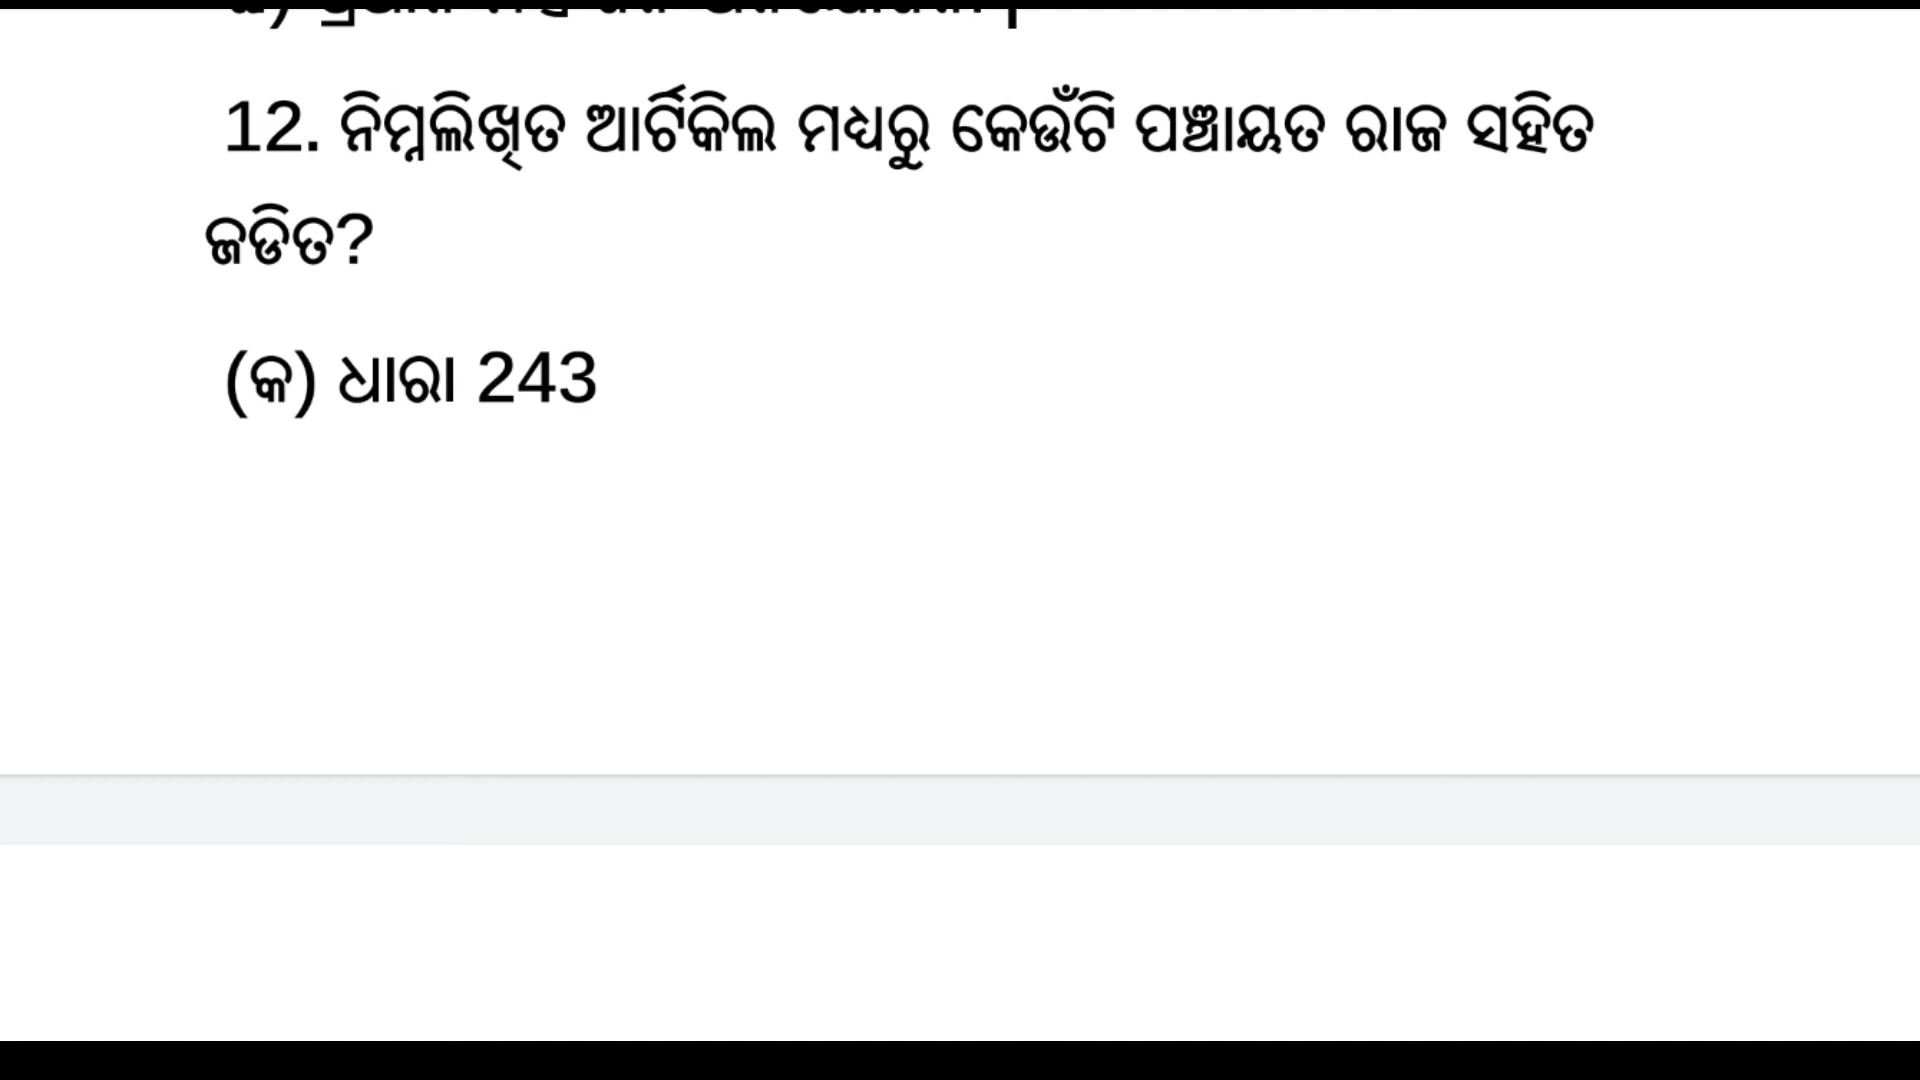 12. ନିମ୍ନଲିଖିତ ଆର୍ଟିକିଲ ମଧ୍ୟରୁ କେଉଁଟି ପଞ୍ଚାୟତ ରାଜ ସହିତ
ଜଡିତ?
(କ) ଧାରା 243